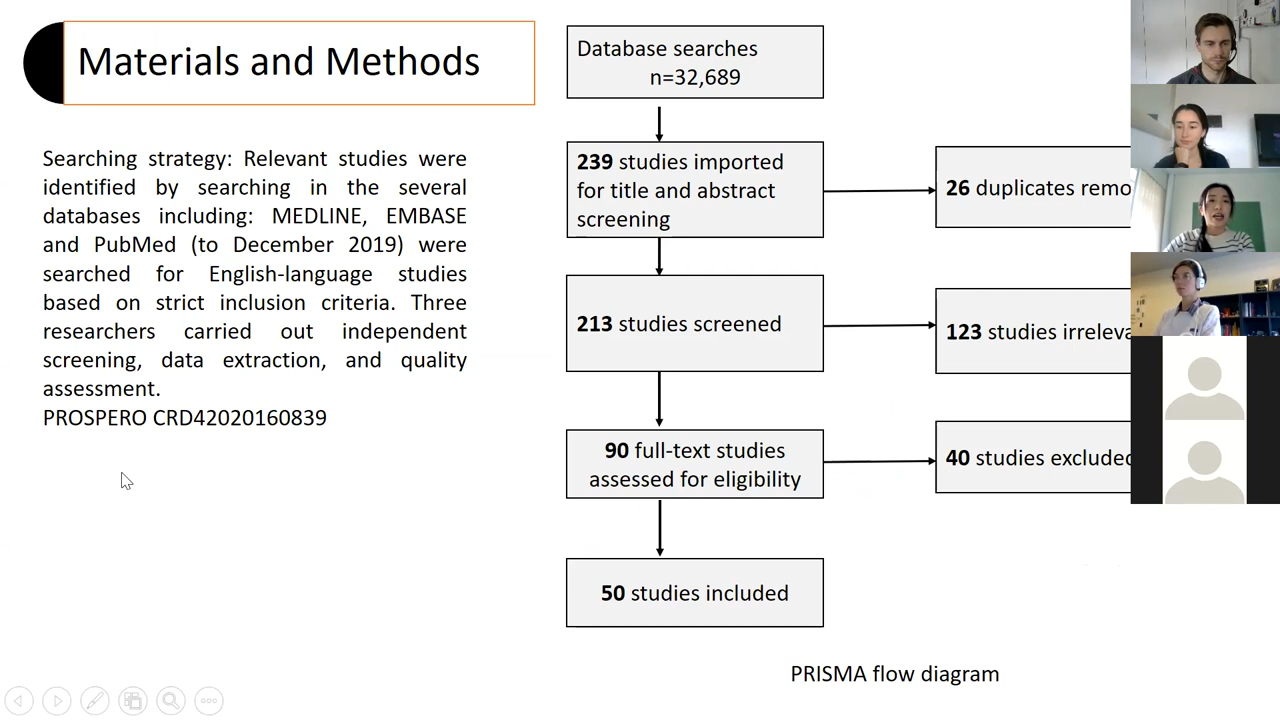 Materials and Methods
Searching strategy: Relevant studies were
identified by searching in the several
databases including: MEDLINE, EMBASE
and PubMed (to December 2019) were
searched for English-language studies
based on strict inclusion criteria. Three
researchers carried out independent
screening, data extraction, and quality
assessment.
PROSPERO CRD42020160839
Database searches
n=32,689
239 studies imported
for title and abstract
screening
26 duplicates
213 studies screened
123 studies
90 full-text studies
assessed for eligibility
40 studies excluded
50 studies included
PRISMA flow diagram